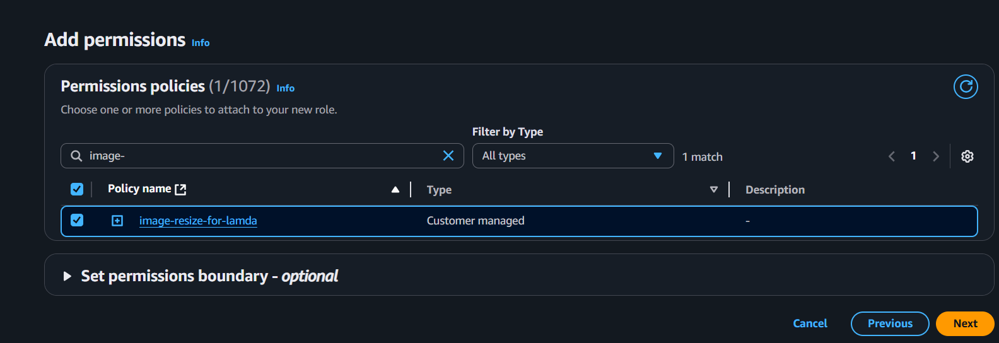 Add permissions Info
Permissions policies (1/1072) Info
Choose one or more policies to attach to your new role.
Filter by Type
image- All types 1 match 1
Policy name Type Description
image-resize-for-lamda Customer managed -
Set permissions boundary - optional
Cancel Previous Next